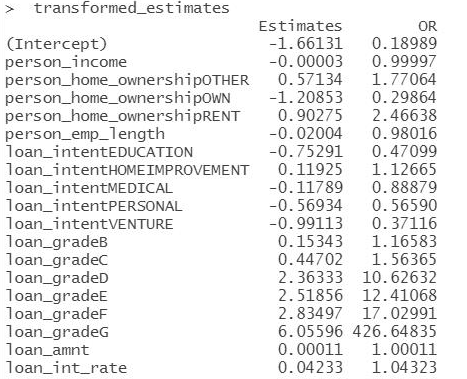 > transformed_estimates
Estimates OR
(Intercept) -1.66131 0.18989
person_income -0.00003 0.99997
person_home_ownershipOTHER 0.57134 1.77064
person_home_ownershipOWN -1.20853 0.29864
person_home_ownershipRENT 0.90275 2.46638
person_emp_length -0.02004 0.98016
loan_intentEDUCATION -0.75291 0.47099
loan_intentHOMEIMPROVEMENT 0.11925 1.12665
loan_intentMEDICAL -0.11789 0.88879
loan_intentPERSONAL -0.56934 0.56590
loan_intentVENTURE -0.99113 0.37116
loan_gradeB 0.15343 1.16583
loan_gradeC 0.44702 1.56365
loan_gradeD 2.36333 10.62632
loan_gradeE 2.51856 12.41068
loan_gradeF 2.83497 17.02991
loan_gradeG 6.05596 426.64835
loan_amnt 0.00011 1.00011
loan_int_rate 0.04233 1.04323